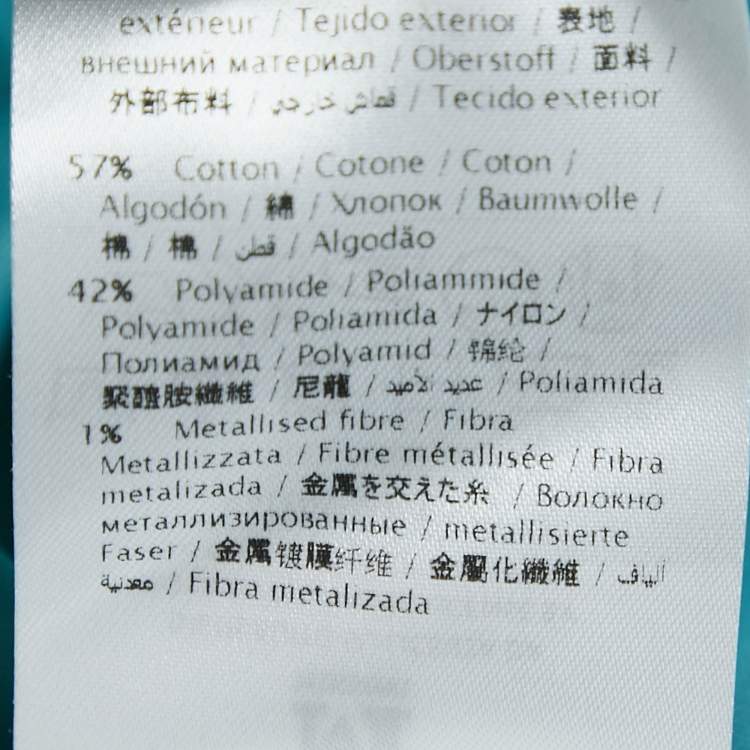 extérieur / Tejido exterior / 表地 /
внешний материал / Oberstoff / 面料 /
外部布料 / قماش خارجي / Tecido exterior
57% Cotton / Cotone / Coton /
Algodón / 綿 / Хлопок / Baumwolle /
棉 / 棉 / قطن / Algodão
42% Polyamide / Poliammide /
Polyamide / Poliamida / ナイロン /
Полиамид / Polyamid / 锦纶 /
聚醯胺纖維 / 尼龍 / عديد الأميد / Poliamida
1% Metallised fibre / Fibra
Metallizzata / Fibre métallisée / Fibra
metalizada / 金属を交えた糸 / Волокно
металлизированные / metallisierte
Faser / 金属镀膜纤维 / 金屬化纖維 / ألياف
معدنية / Fibra metalizada